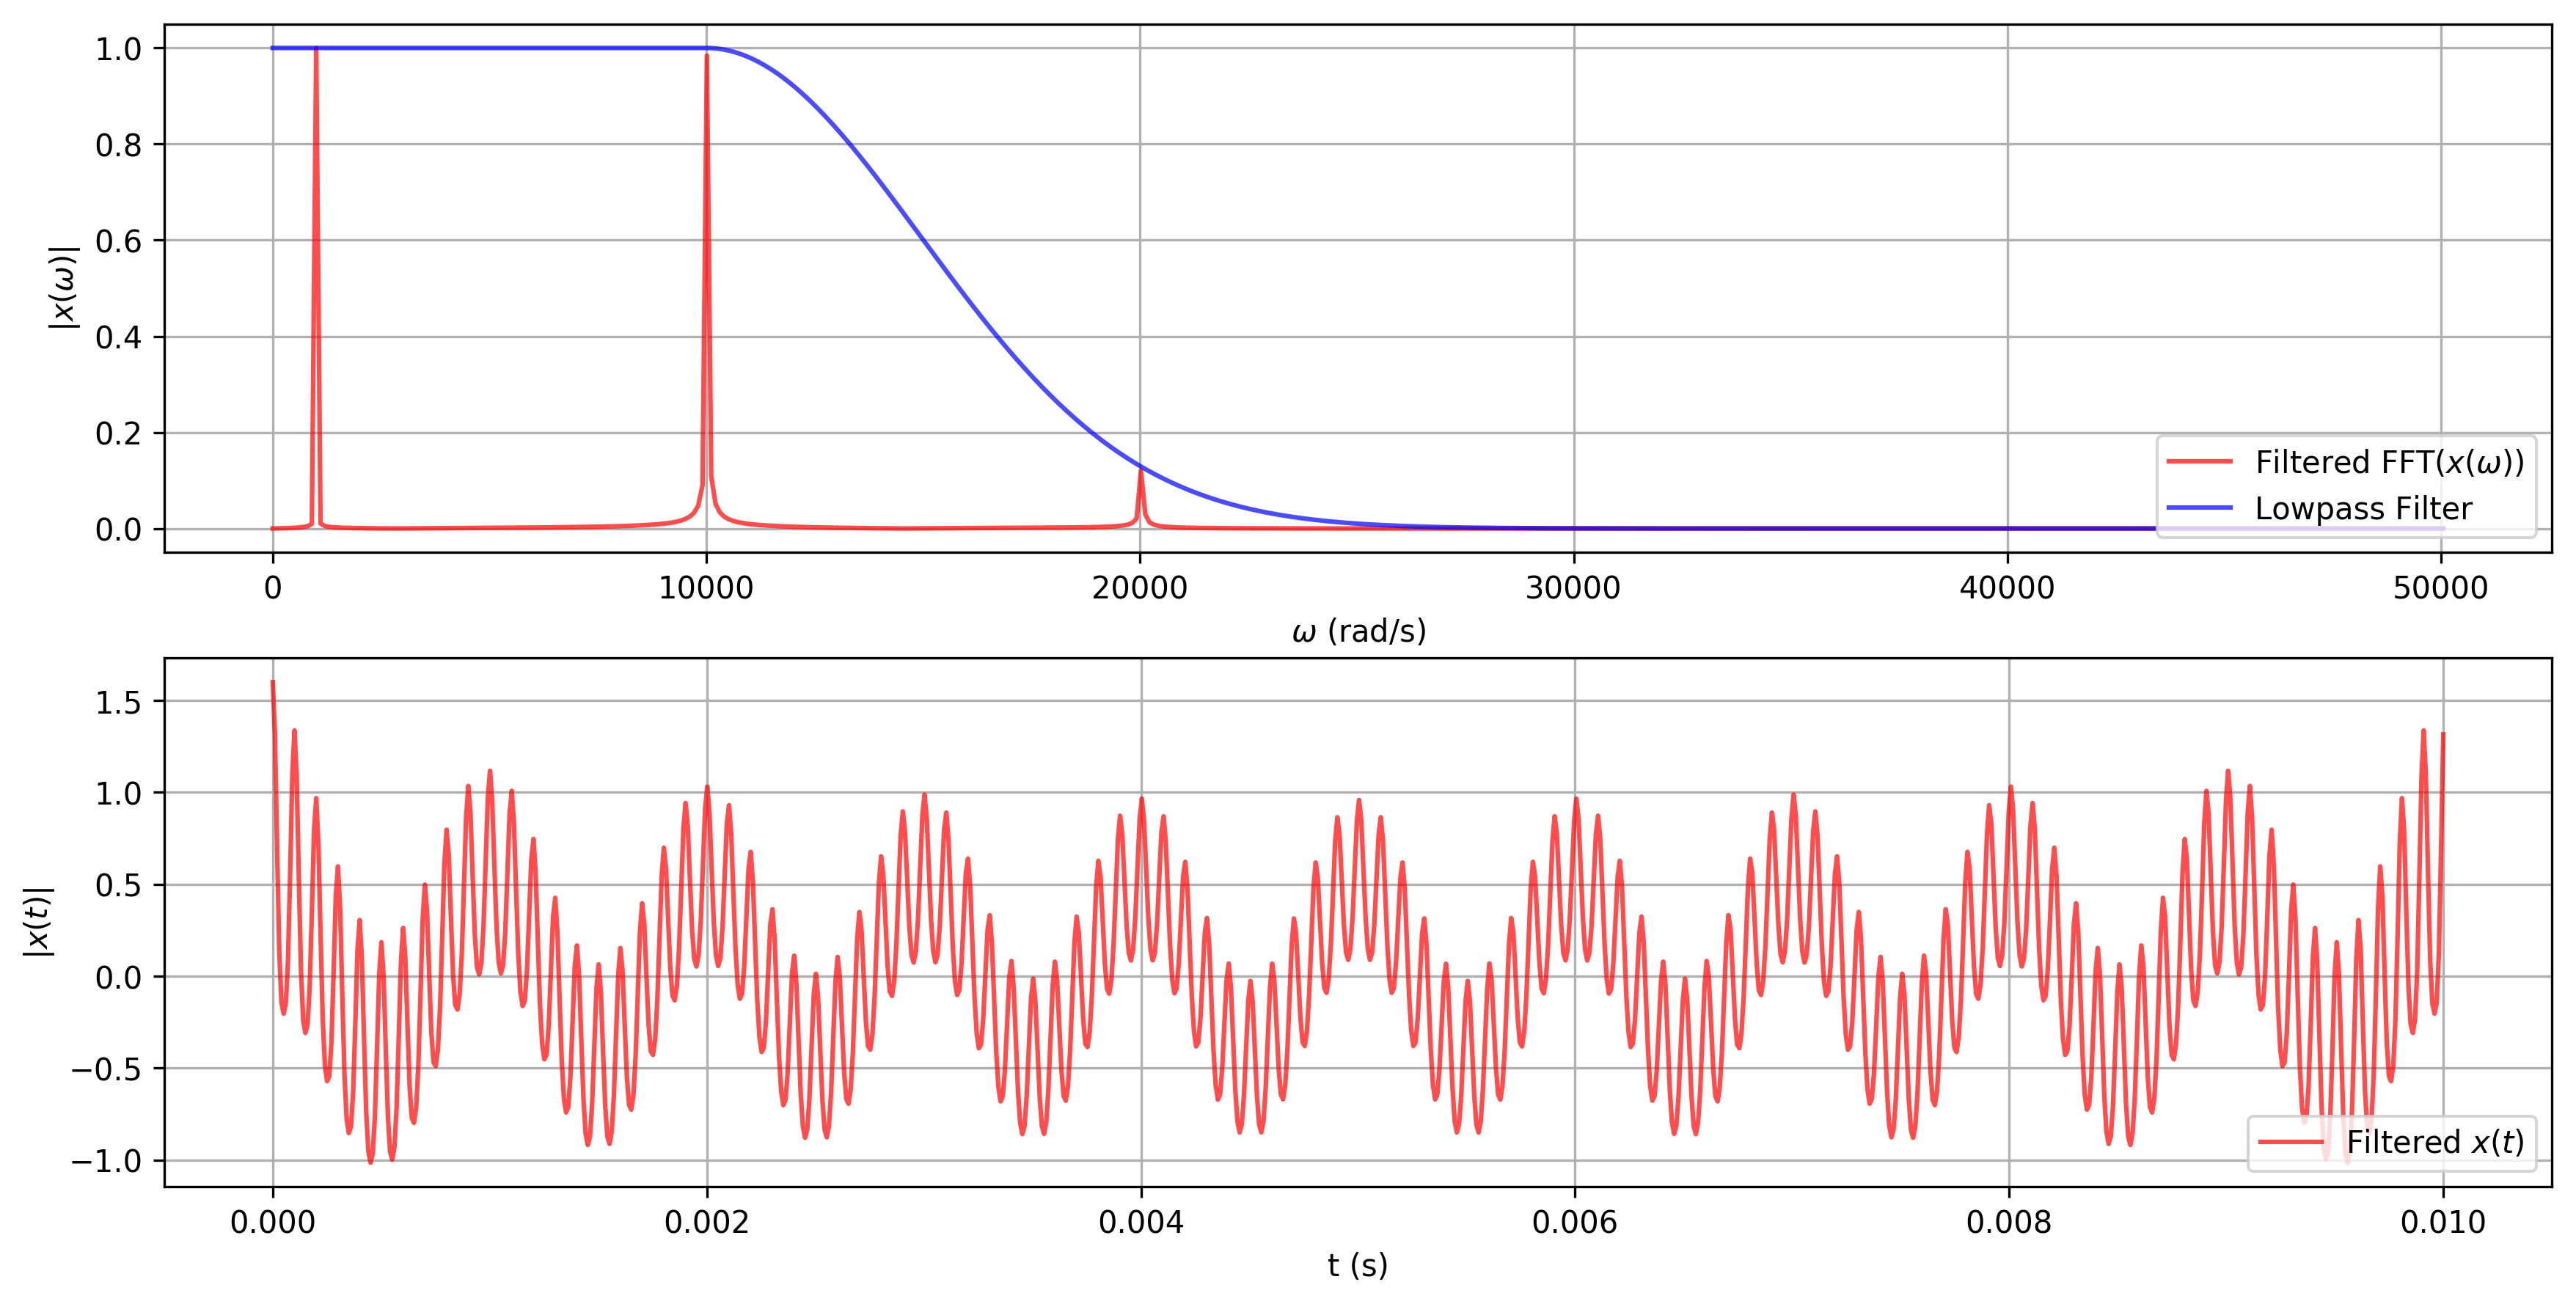 1.0
0.8
0.6
0.4
0.2
0.0
|x(ω)|
Filtered FFT(x(ω))
Lowpass Filter
0 10000 20000 30000 40000 50000
ω (rad/s)
1.5
1.0
0.5
0.0
−0.5
−1.0
|x(t)|
Filtered x(t)
0.000 0.002 0.004 0.006 0.008 0.010
t (s)